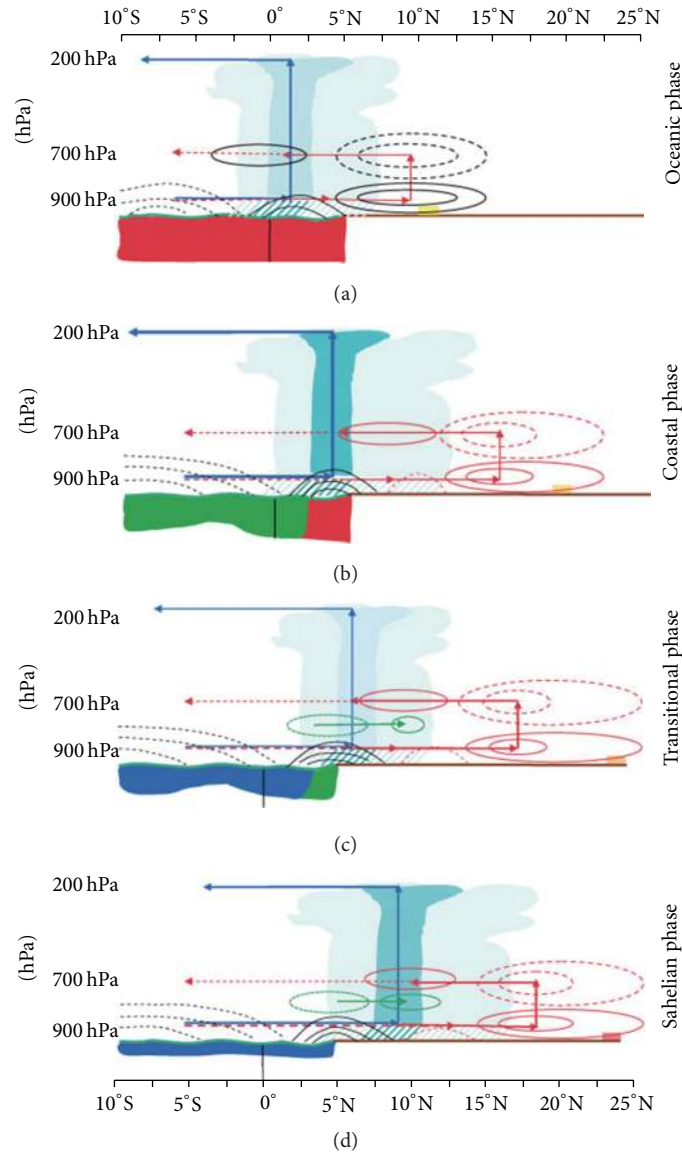 10°S 5°S 0° 5°N 10°N 15°N 20°N 25°N
200 hPa
700 hPa
900 hPa
(hPa)
Oceanic phase
(a)
200 hPa
700 hPa
900 hPa
(hPa)
Coastal phase
(b)
200 hPa
700 hPa
900 hPa
(hPa)
Transitional phase
(c)
200 hPa
700 hPa
900 hPa
(hPa)
Sahelian phase
10°S 5°S 0° 5°N 10°N 15°N 20°N 25°N
(d)